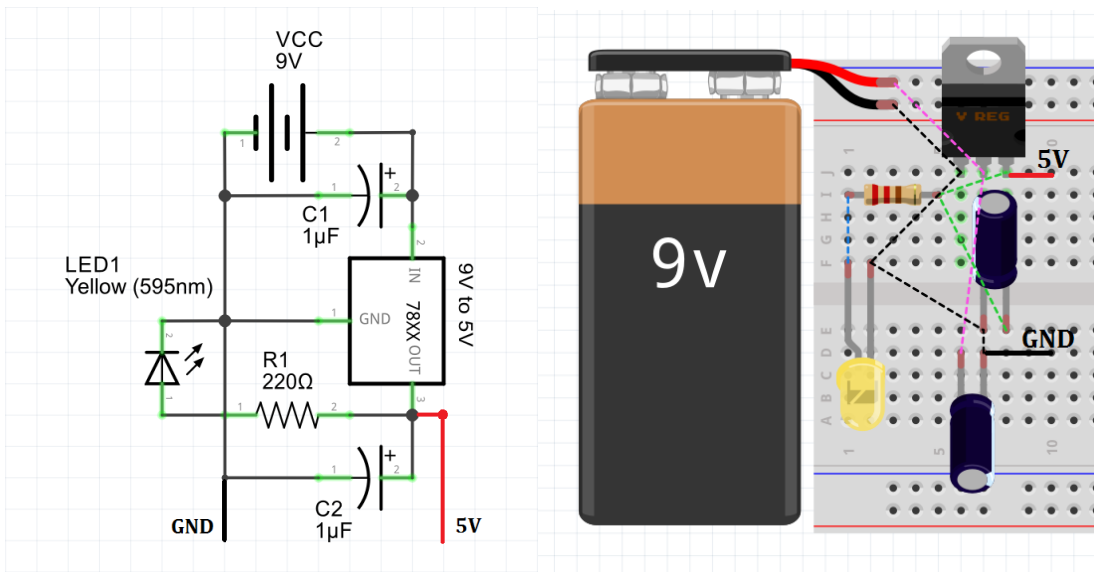 VCC
9V
1
2
1
2
+
C1
1µF
2
IN
GND
1
78XX
OUT
3
9V to 5V
LED1
Yellow (595nm)
2
1
R1
220Ω
1
2
1
2
+
C2
1µF
GND
5V
9v
V REG
5V
GND
1
10
J
I
H
G
F
E
D
C
B
A
1
5
10